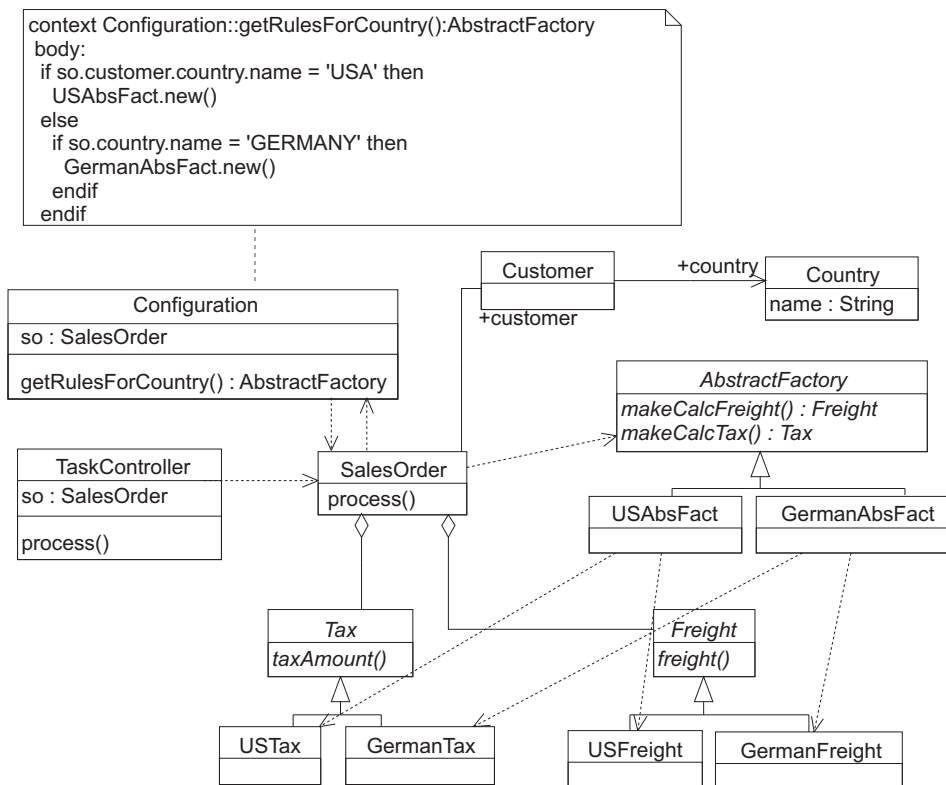 context Configuration::getRulesForCountry():AbstractFactory
body:
if so.customer.country.name = 'USA' then
USAbsFact.new()
else
if so.country.name = 'GERMANY' then
GermanAbsFact.new()
endif
endif
Customer
+country
Country
name : String
+customer
Configuration
so : SalesOrder
getRulesForCountry() : AbstractFactory
AbstractFactory
makeCalcFreight() : Freight
makeCalcTax() : Tax
TaskController
so : SalesOrder
process()
SalesOrder
process()
USAbsFact
GermanAbsFact
Tax
taxAmount()
Freight
freight()
USTax
GermanTax
USFreight
GermanFreight